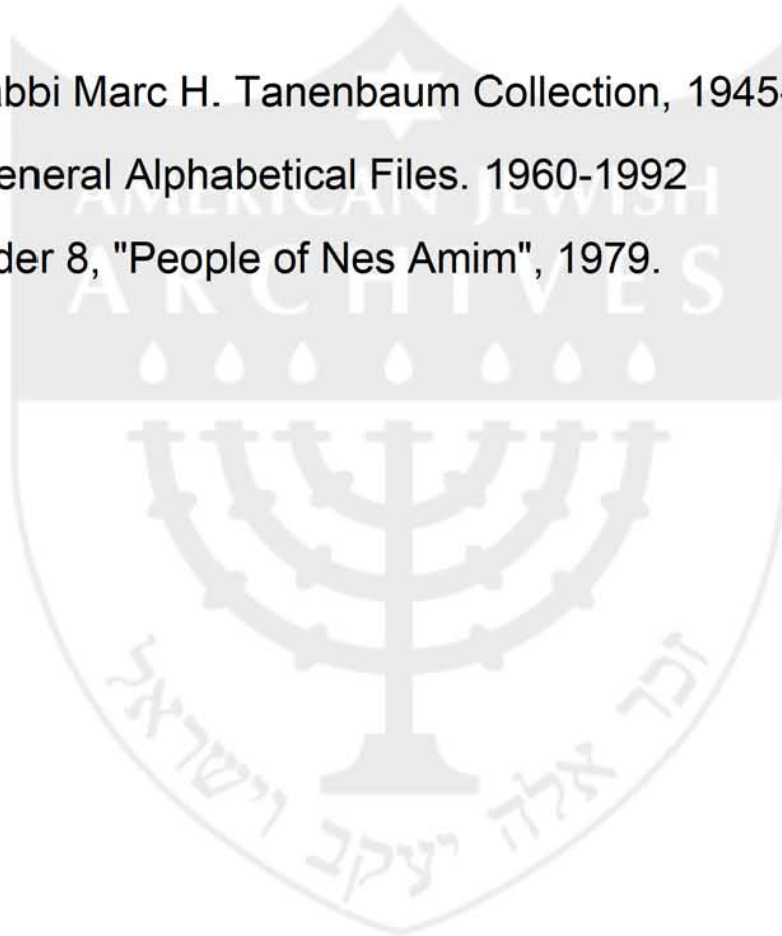 abbi Marc H. Tanenbaum Collection, 1945-
eneral Alphabetical Files. 1960-1992
AMERICAN JEWISH
der 8, "People of Nes Amim", 1979.
ARCHIVES
זכר אלה יעקב וישראל